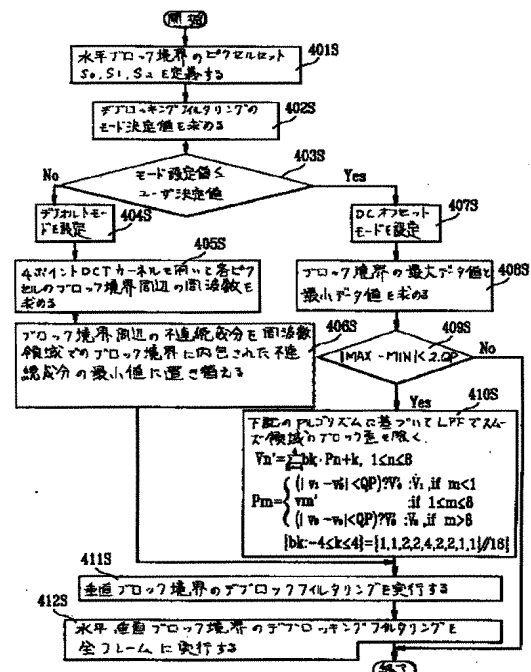 開始
水平ブロック境界のピクセルセット
S0, S1, S2 を定義する
401S
デブロッキングフィルタリングの
モード決定値を求める
402S
モード設定値<
ユーザ決定値
403S
No
Yes
デフォルトモー
ドを設定
404S
DCオフセット
モードを設定
407S
4ポイントDCTカーネルを用いて各ピク
セルのブロック境界周辺の周波数を
求める
405S
ブロック境界の最大データ値と
最小データ値を求める
408S
ブロック境界周辺の不連続成分を周波数
領域でのブロック境界に内包された不連
続成分の最小値に置き換える
406S
|MAX - MIN|< 2.QP
409S
No
Yes
410S
下記のアルゴリズムに基づいてLPFでスムー
ズ領域のブロック歪を除く.
Vn'=Σbk·Pn+k, 1≤n≤8
(| v1 - v0|<QP)?V0 :V1,if m<1
Pm= vm' :if 1≤m≤8
(| v8 - v9|<QP)?V9 :V8,if m>8
{bk:-4≤k≤4}={1,1,2,2,4,2,2,1,1}//16}
411S
垂直ブロック境界のデブロックフィルタリングを実行する
412S
水平,垂直ブロック境界のデブロッキングフィルタリングを
全フレームに実行する
終了